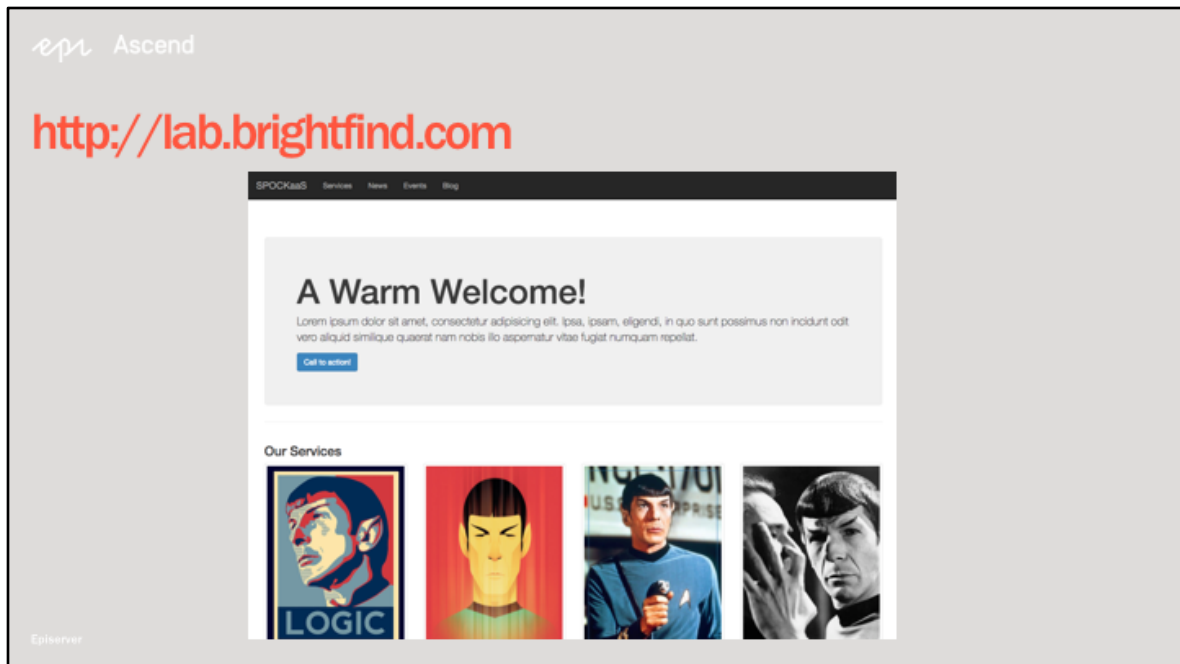 epi Ascend
http://lab.brightfind.com
SPOCKaaS Services News Events Blog
A Warm Welcome!
Lorem ipsum dolor sit amet, consectetur adipisicing elit. Ipsa, ipsam, eligendi, in quo sunt possimus non incidunt odit
vero aliquid similique quaerat nam nobis illo aspernatur vitae fugiat numquam repellat.
Call to action!
Our Services
LOGIC
Episerver